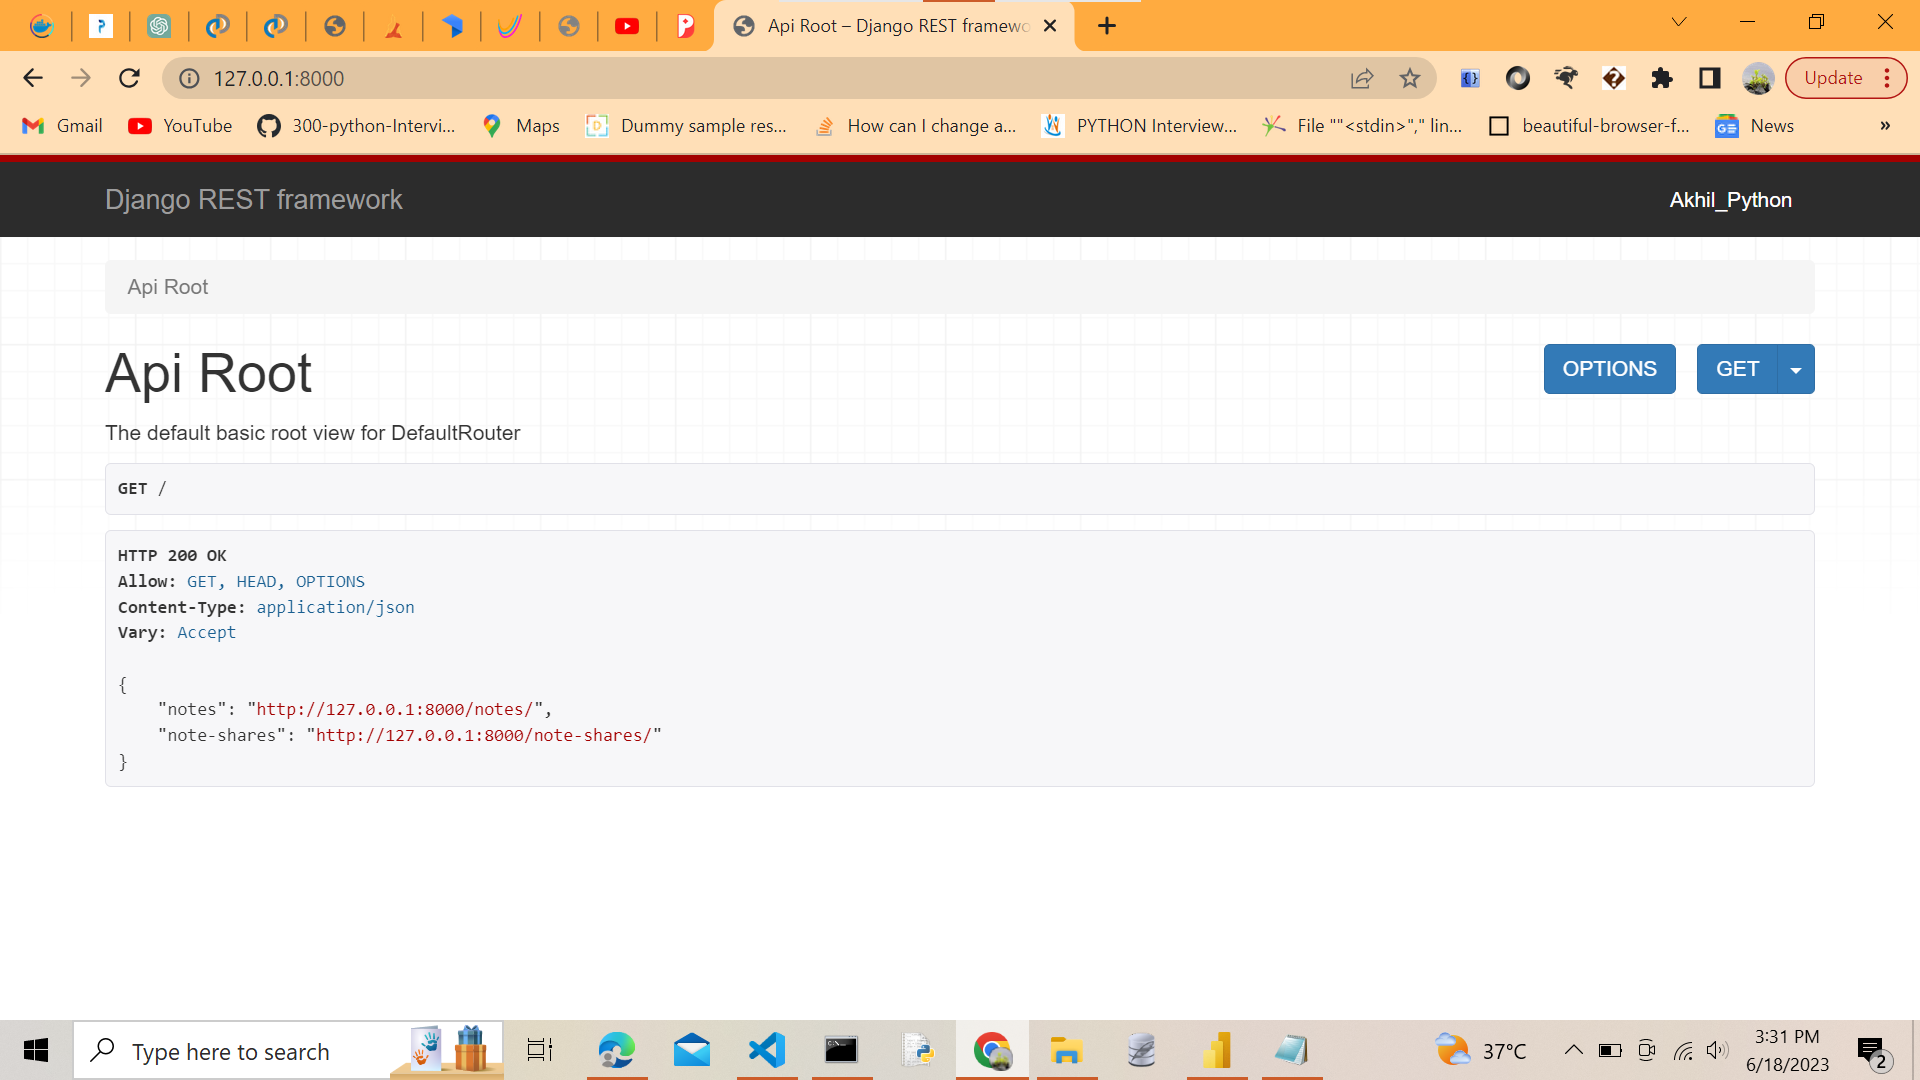 Api Root – Django REST framewo
127.0.0.1:8000
Update
Gmail
YouTube
300-python-Intervi...
Maps
Dummy sample res...
How can I change a...
PYTHON Interview...
File ""<stdin>"," lin...
beautiful-browser-f...
News
»
Django REST framework
Akhil_Python
Api Root
Api Root
OPTIONS
GET
The default basic root view for DefaultRouter
GET /
HTTP 200 OK
Allow: GET, HEAD, OPTIONS
Content-Type: application/json
Vary: Accept
{
    "notes": "http://127.0.0.1:8000/notes/",
    "note-shares": "http://127.0.0.1:8000/note-shares/"
}
Type here to search
37°C
3:31 PM
6/18/2023
2